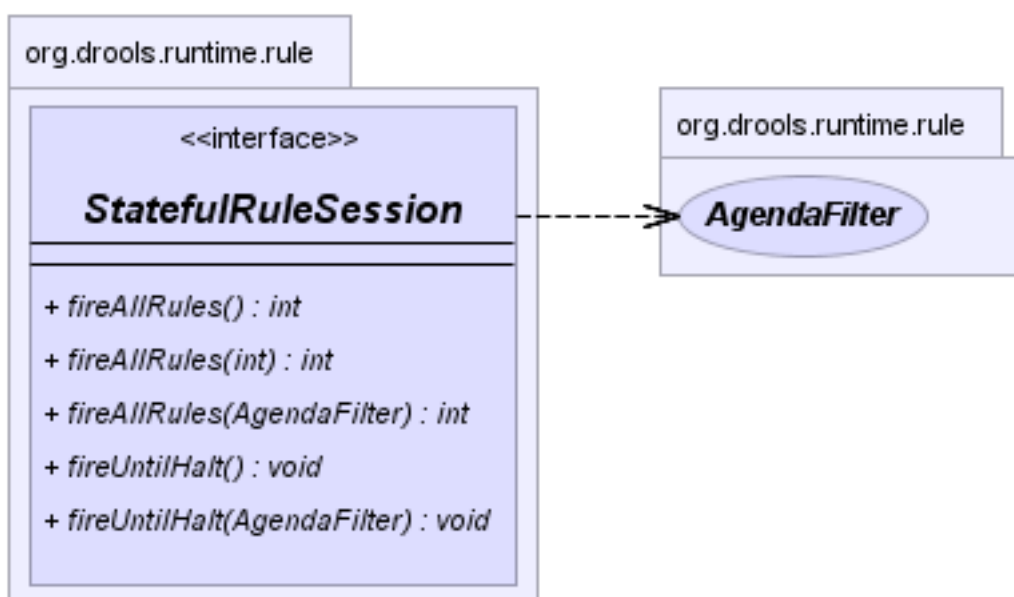 org.drools.runtime.rule
<<interface>>
StatefulRuleSession
+ fireAllRules() : int
+ fireAllRules(int) : int
+ fireAllRules(AgendaFilter) : int
+ fireUntilHalt() : void
+ fireUntilHalt(AgendaFilter) : void
org.drools.runtime.rule
AgendaFilter